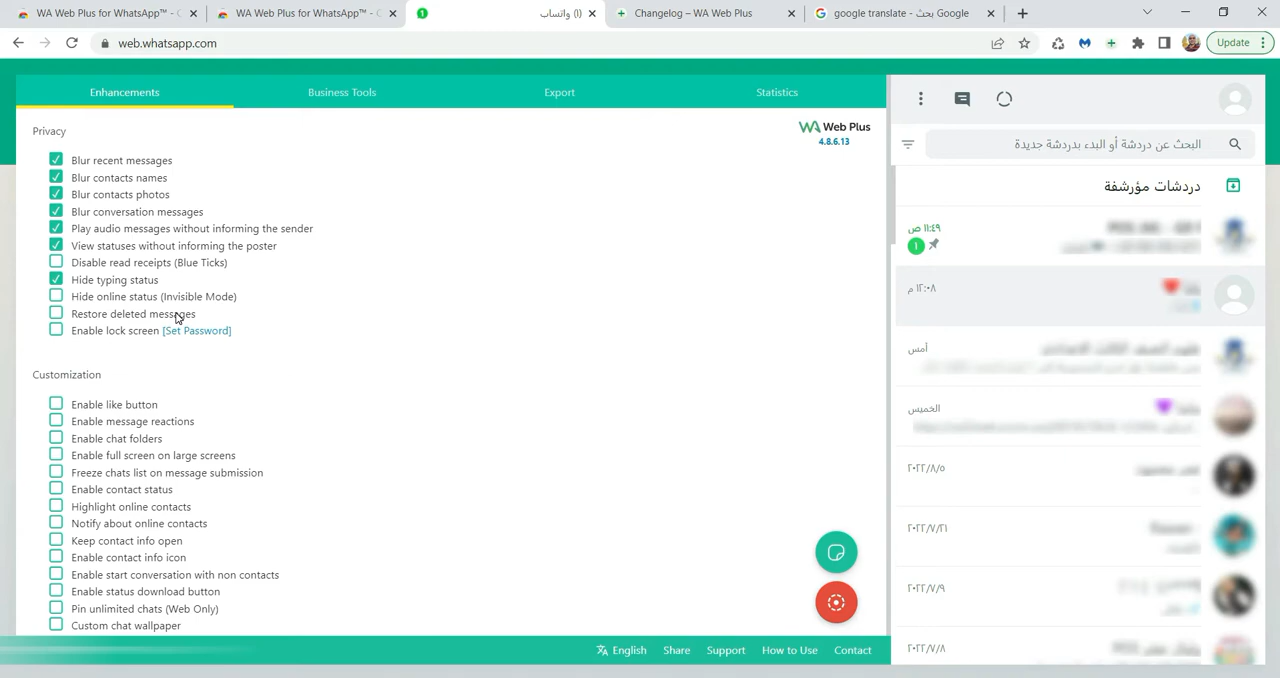 WA Web Plus for WhatsApp™ - C
WA Web Plus for WhatsApp™ - C
1
(١) واتساب
Changelog – WA Web Plus
google translate - بحث Google
web.whatsapp.com
Update
Enhancements
Business Tools
Export
Statistics
Privacy
WA Web Plus
4.8.6.13
Blur recent messages
Blur contacts names
Blur contacts photos
Blur conversation messages
Play audio messages without informing the sender
View statuses without informing the poster
Disable read receipts (Blue Ticks)
Hide typing status
Hide online status (Invisible Mode)
Restore deleted messages
Enable lock screen [Set Password]
Customization
Enable like button
Enable message reactions
Enable chat folders
Enable full screen on large screens
Freeze chats list on message submission
Enable contact status
Highlight online contacts
Notify about online contacts
Keep contact info open
Enable contact info icon
Enable start conversation with non contacts
Enable status download button
Pin unlimited chats (Web Only)
Custom chat wallpaper
English
Share
Support
How to Use
Contact
البحث عن دردشة أو البدء بدردشة جديدة
دردشات مؤرشفة
١١:٤٩ ص
1
١٢:٠٨ م
أمس
الخميس
٢٠٢٢/٨/٥
٢٠٢٢/٧/٢١
٢٠٢٢/٧/٩
٢٠٢٢/٧/٨